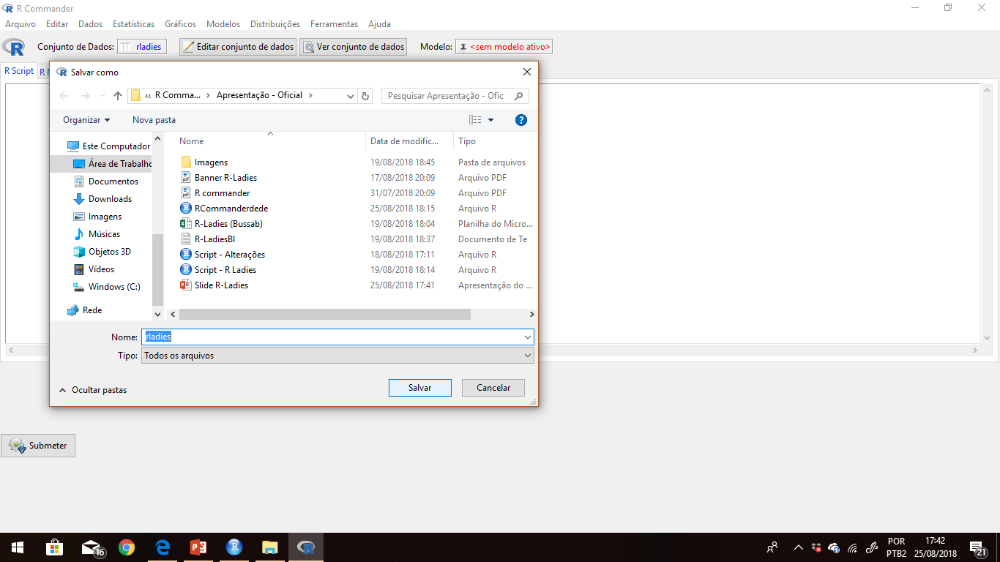 R Commander
Arquivo Editar Dados Estatísticas Gráficos Modelos Distribuições Ferramentas Ajuda
Conjunto de Dados: rladies Editar conjunto de dados Ver conjunto de dados Modelo: Σ <sem modelo ativo>
R Script R
Salvar como
« R Comma... › Apresentação - Oficial › Pesquisar Apresentação - Ofic
Organizar Nova pasta
Nome Data de modific... Tipo
Este Computador
Área de Trabalho
Documentos
Downloads
Imagens
Músicas
Objetos 3D
Vídeos
Windows (C:)
Rede
Imagens 19/08/2018 18:45 Pasta de arquivos
Banner R-Ladies 17/08/2018 20:09 Arquivo PDF
R commander 31/07/2018 20:09 Arquivo PDF
RCommanderdede 25/08/2018 18:15 Arquivo R
R-Ladies (Bussab) 19/08/2018 18:04 Planilha do Micro...
R-LadiesBI 19/08/2018 18:37 Documento de Te
Script - Alterações 18/08/2018 17:11 Arquivo R
Script - R Ladies 19/08/2018 18:14 Arquivo R
Slide R-Ladies 25/08/2018 17:41 Apresentação do ...
Nome: rladies
Tipo: Todos os arquivos
Ocultar pastas Salvar Cancelar
Submeter
16 POR 17:42
PTB2 25/08/2018 21